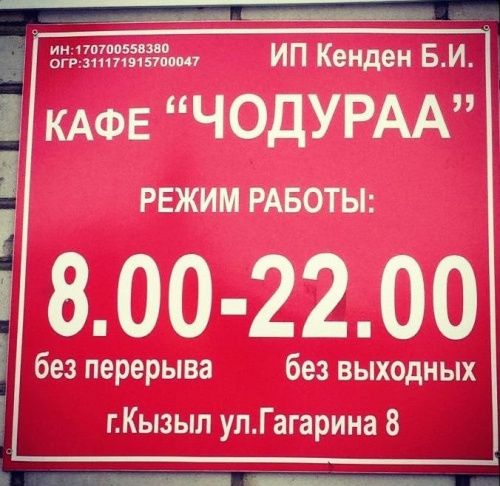 ИН:170700558380
ОГР:311171915700047
ИП Кенден Б.И.
КАФЕ “ЧОДУРАА”
РЕЖИМ РАБОТЫ:
8.00-22.00
без перерыва без выходных
г.Кызыл ул.Гагарина 8